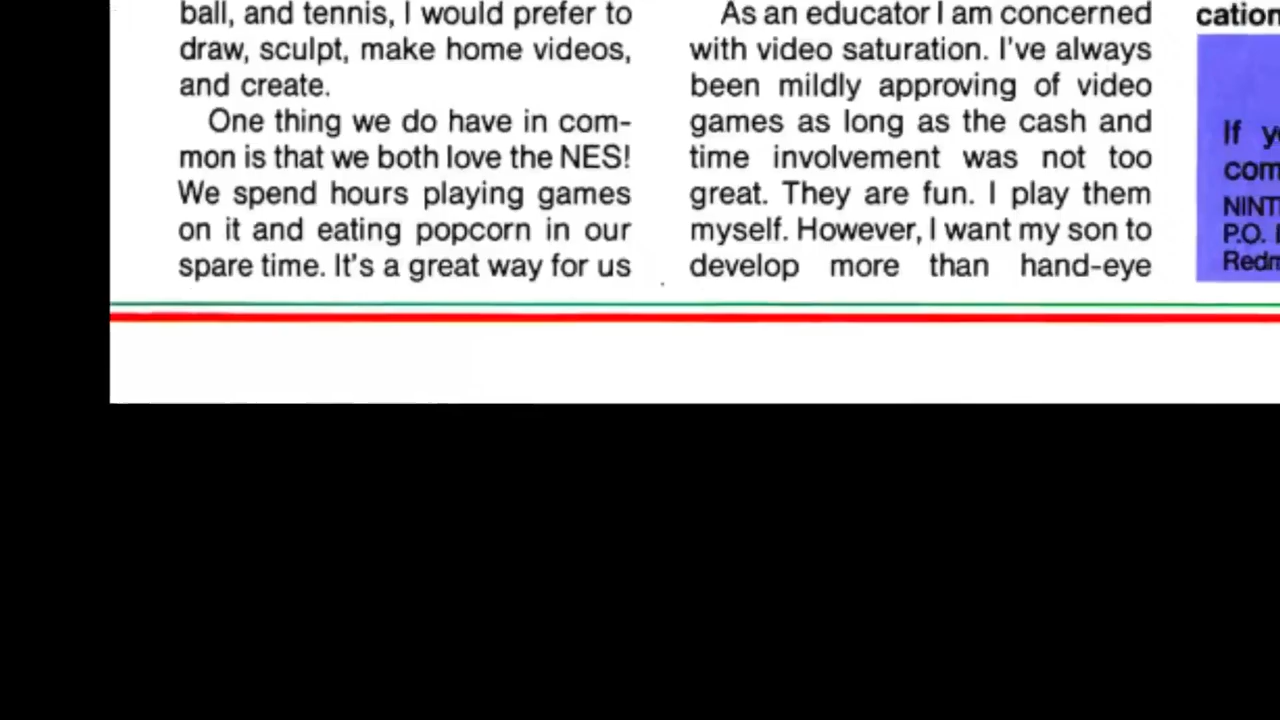 ball, and tennis, I would prefer to
draw, sculpt, make home videos,
and create.
One thing we do have in com-
mon is that we both love the NES!
We spend hours playing games
on it and eating popcorn in our
spare time. It's a great way for us
As an educator I am concerned
with video saturation. I've always
been mildly approving of video
games as long as the cash and
time involvement was not too
great. They are fun. I play them
myself. However, I want my son to
develop more than hand-eye
cation
If y
com
NINT
P.O.
Redm